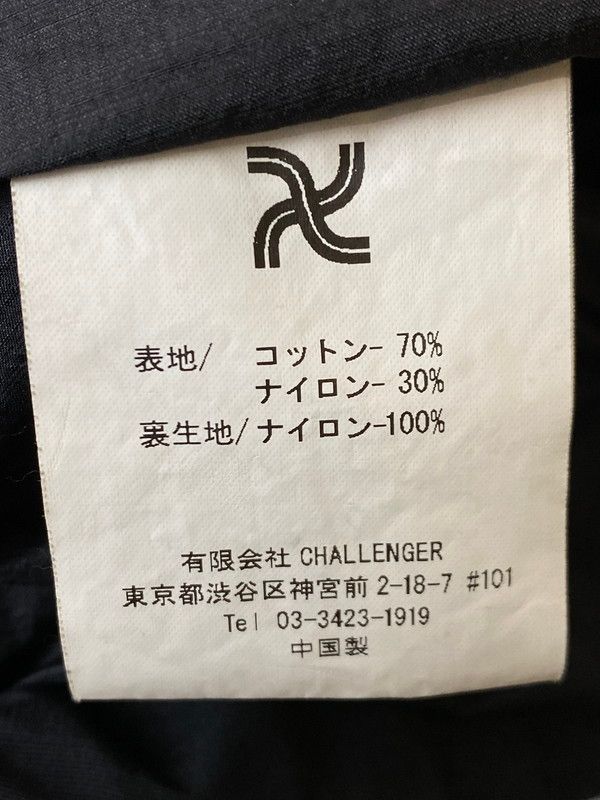 表地/ コットン- 70%
ナイロン- 30%
裏生地/ナイロン-100%
有限会社 CHALLENGER
東京都渋谷区神宮前 2-18-7 #101
Tel 03-3423-1919
中国製